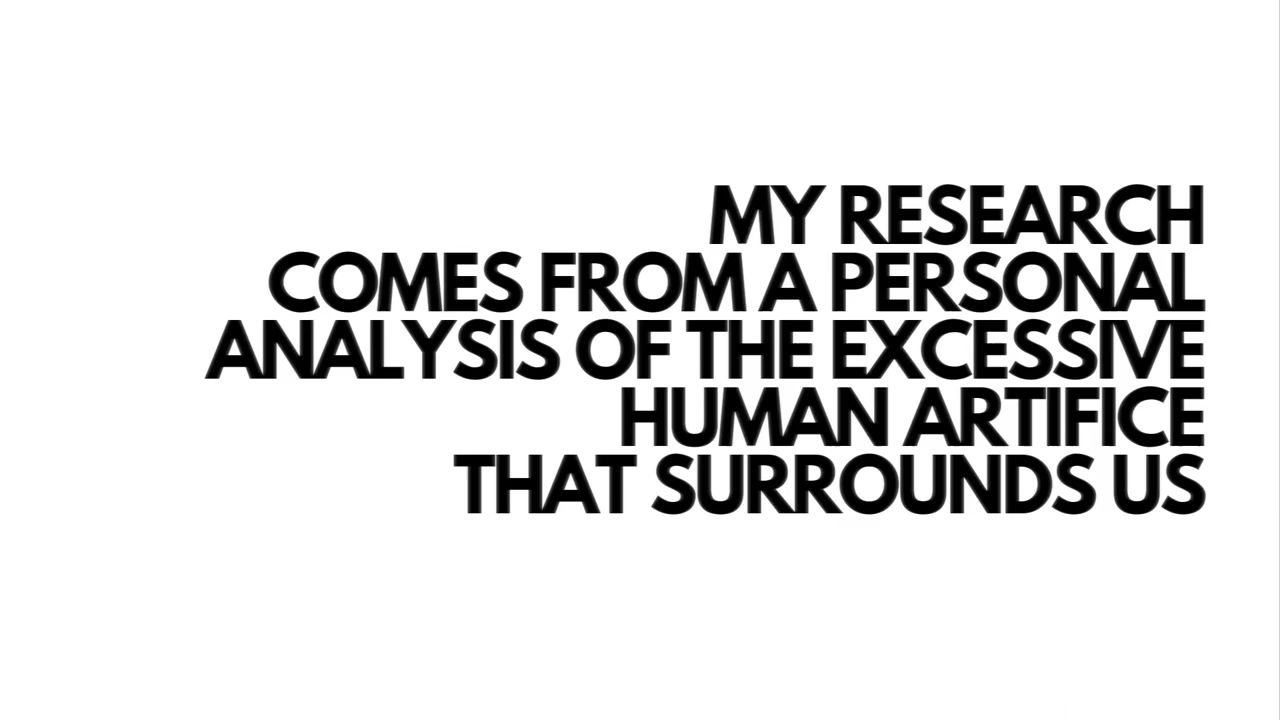 MY RESEARCH
COMES FROM A PERSONAL
ANALYSIS OF THE EXCESSIVE
HUMAN ARTIFICE
THAT SURROUNDS US